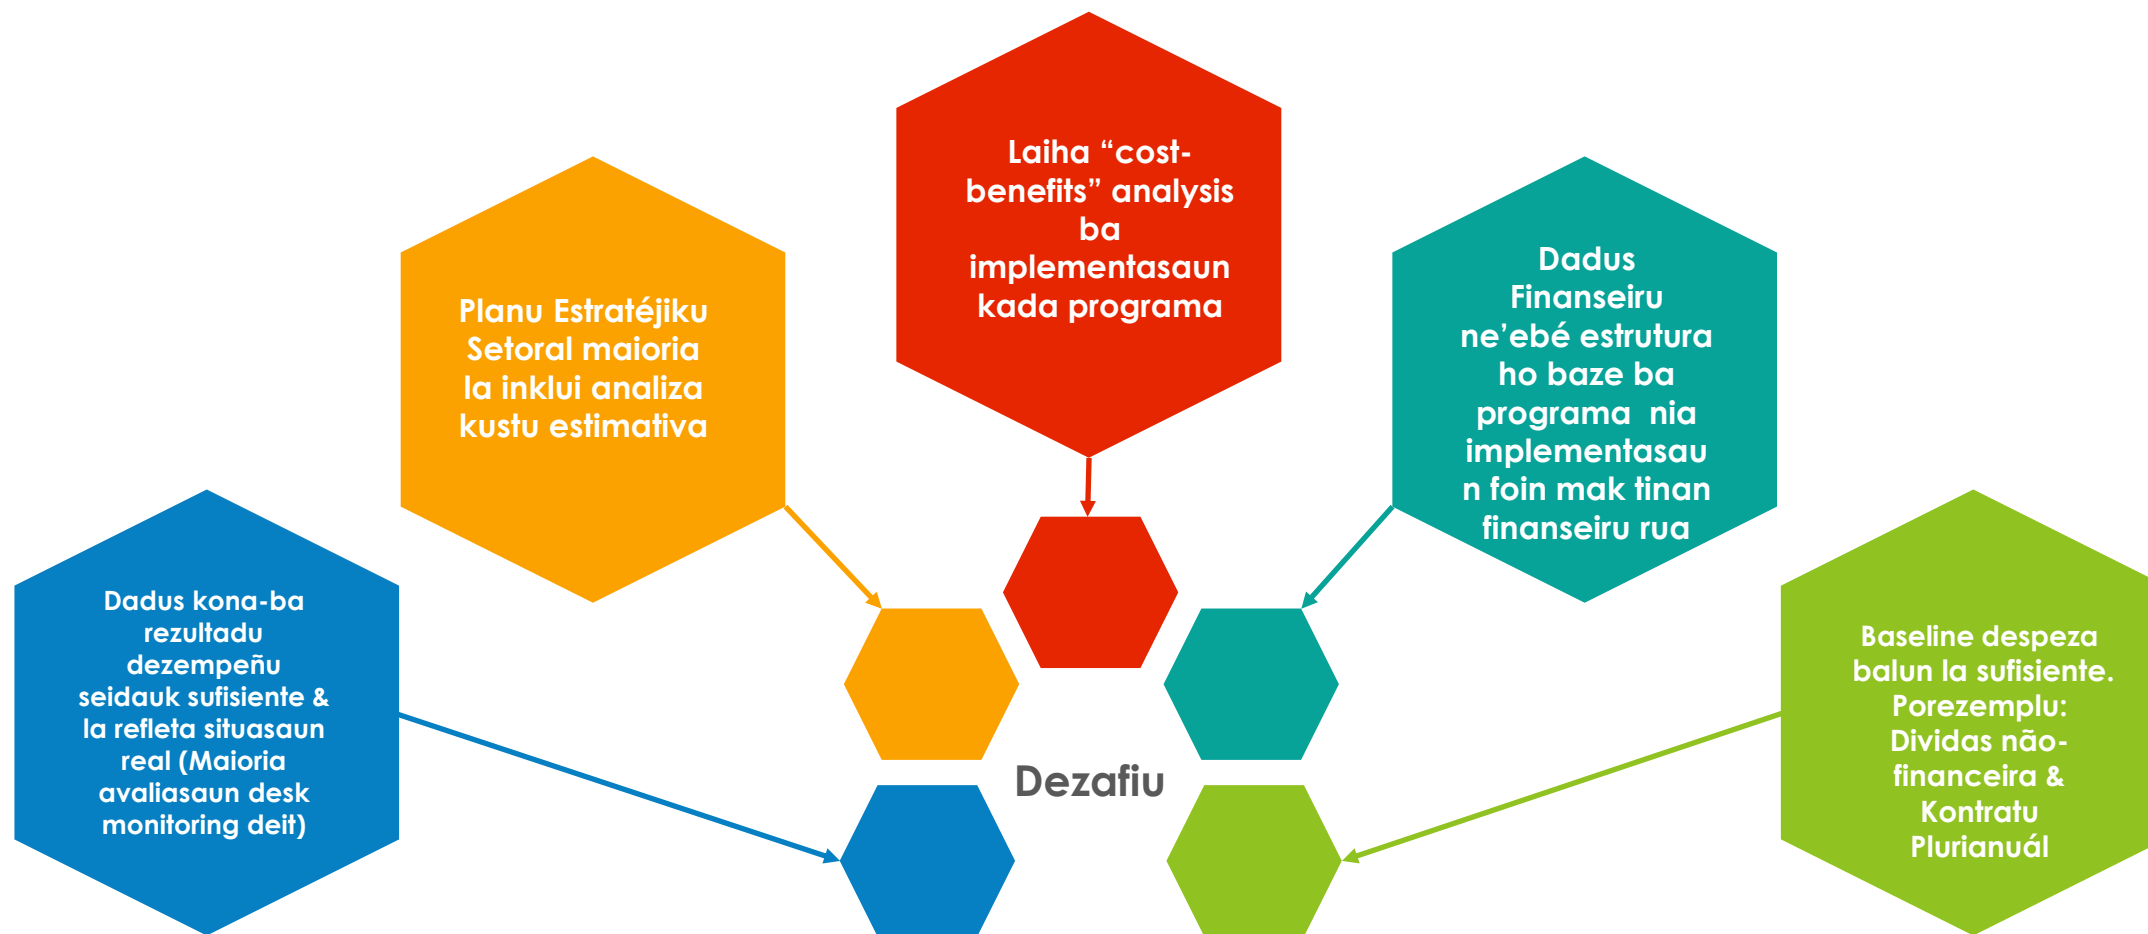 Laiha “cost-
benefits” analysis
ba
implementasaun
kada programa
Planu Estratéjiku
Setoral maioria
la inklui analiza
kustu estimativa
Dadus
Finanseiru
ne’ebé estrutura
ho baze ba
programa  nia
implementasau
n foin mak tinan
finanseiru rua
Dadus kona-ba
rezultadu
dezempeñu
seidauk sufisiente &
la refleta situasaun
real (Maioria
avaliasaun desk
monitoring deit)
Baseline despeza
balun la sufisiente.
Porezemplu:
Dividas não-
financeira &
Kontratu
Plurianuál
Dezafiu